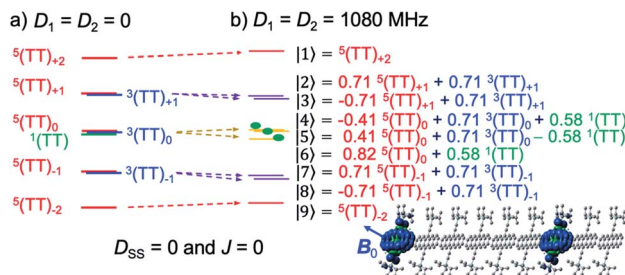 a) D₁ = D₂ = 0
b) D₁ = D₂ = 1080 MHz
⁵(TT)₊₂
|1⟩ = ⁵(TT)₊₂
⁵(TT)₊₁
³(TT)₊₁
|2⟩ = 0.71 ⁵(TT)₊₁ + 0.71 ³(TT)₊₁
|3⟩ = -0.71 ⁵(TT)₊₁ + 0.71 ³(TT)₊₁
⁵(TT)₀
¹(TT)
³(TT)₀
|4⟩ = -0.41 ⁵(TT)₀ + 0.71 ³(TT)₀ + 0.58 ¹(TT)
|5⟩ = 0.41 ⁵(TT)₀ + 0.71 ³(TT)₀ − 0.58 ¹(TT)
|6⟩ = 0.82 ⁵(TT)₀ + 0.58 ¹(TT)
⁵(TT)₋₁
³(TT)₋₁
|7⟩ = 0.71 ⁵(TT)₋₁ + 0.71 ³(TT)₋₁
|8⟩ = -0.71 ⁵(TT)₋₁ + 0.71 ³(TT)₋₁
⁵(TT)₋₂
|9⟩ = ⁵(TT)₋₂
D_SS = 0 and J = 0
B₀